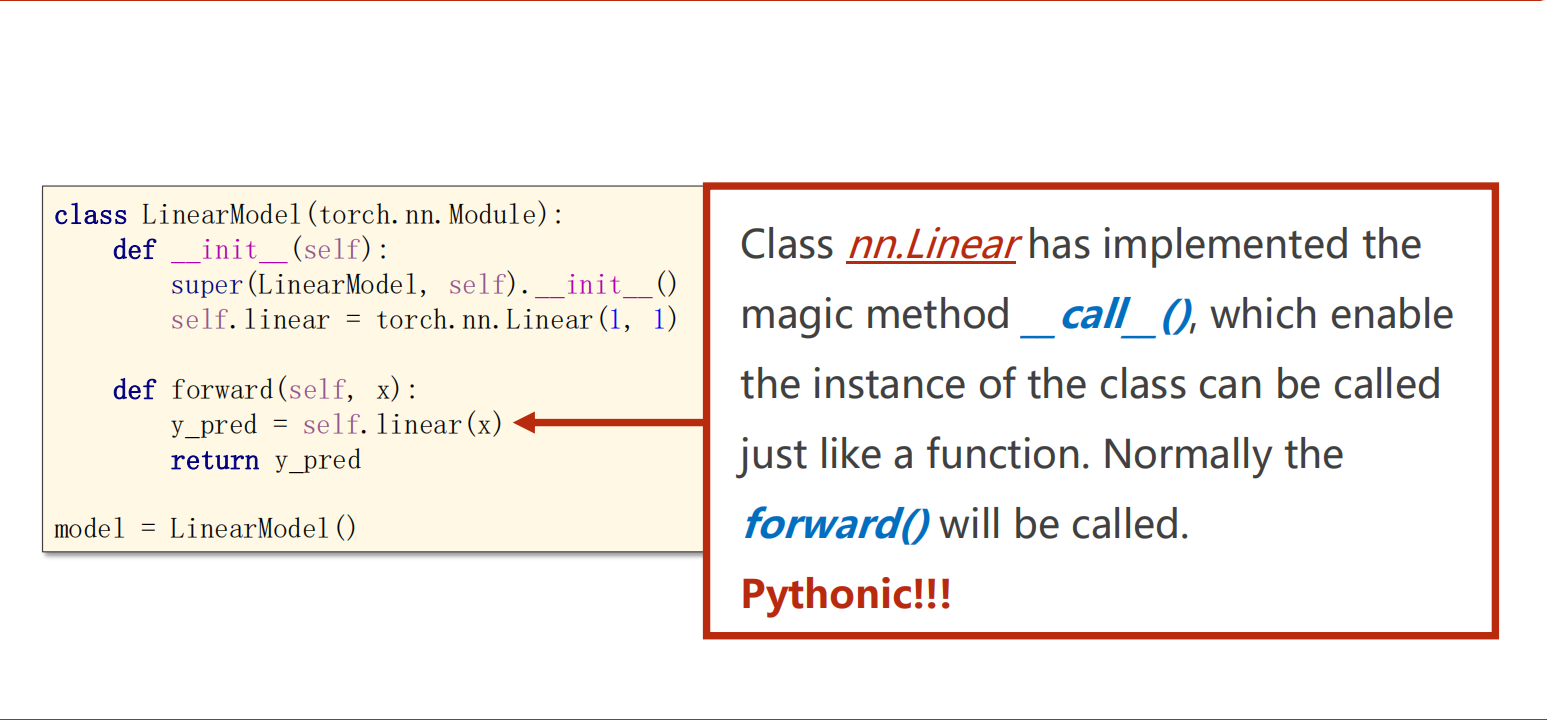 class LinearModel(torch.nn.Module):
    def __init__(self):
        super(LinearModel, self).__init__()
        self.linear = torch.nn.Linear(1, 1)
    def forward(self, x):
        y_pred = self.linear(x)
        return y_pred
model = LinearModel()
Class nn.Linear has implemented the
magic method __call__(), which enable
the instance of the class can be called
just like a function. Normally the
forward() will be called.
Pythonic!!!